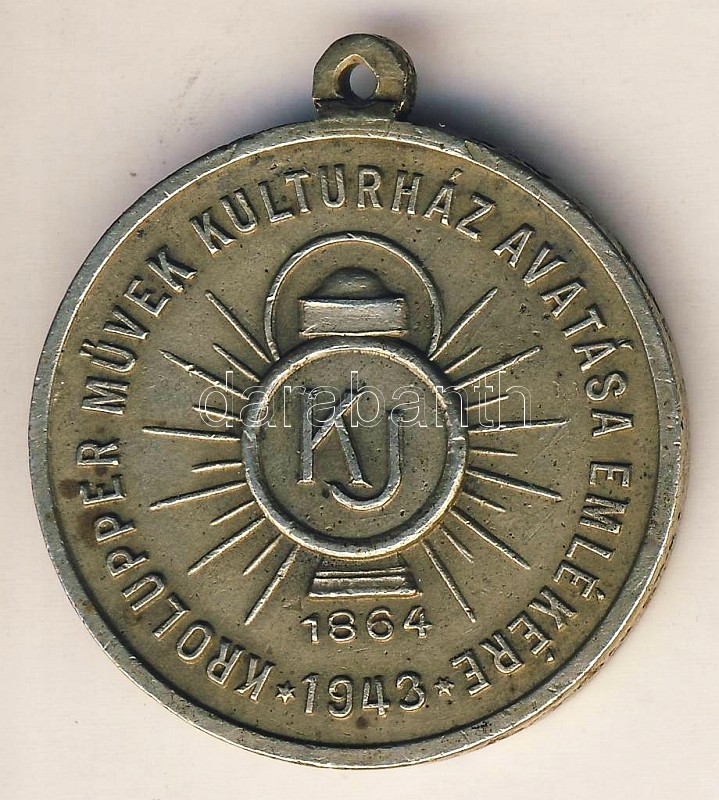 KROLUPPER MŰVEK KULTURHÁZ AVATÁSA EMLÉKÉRE
KJ
1864
* 1943 *
darabanth